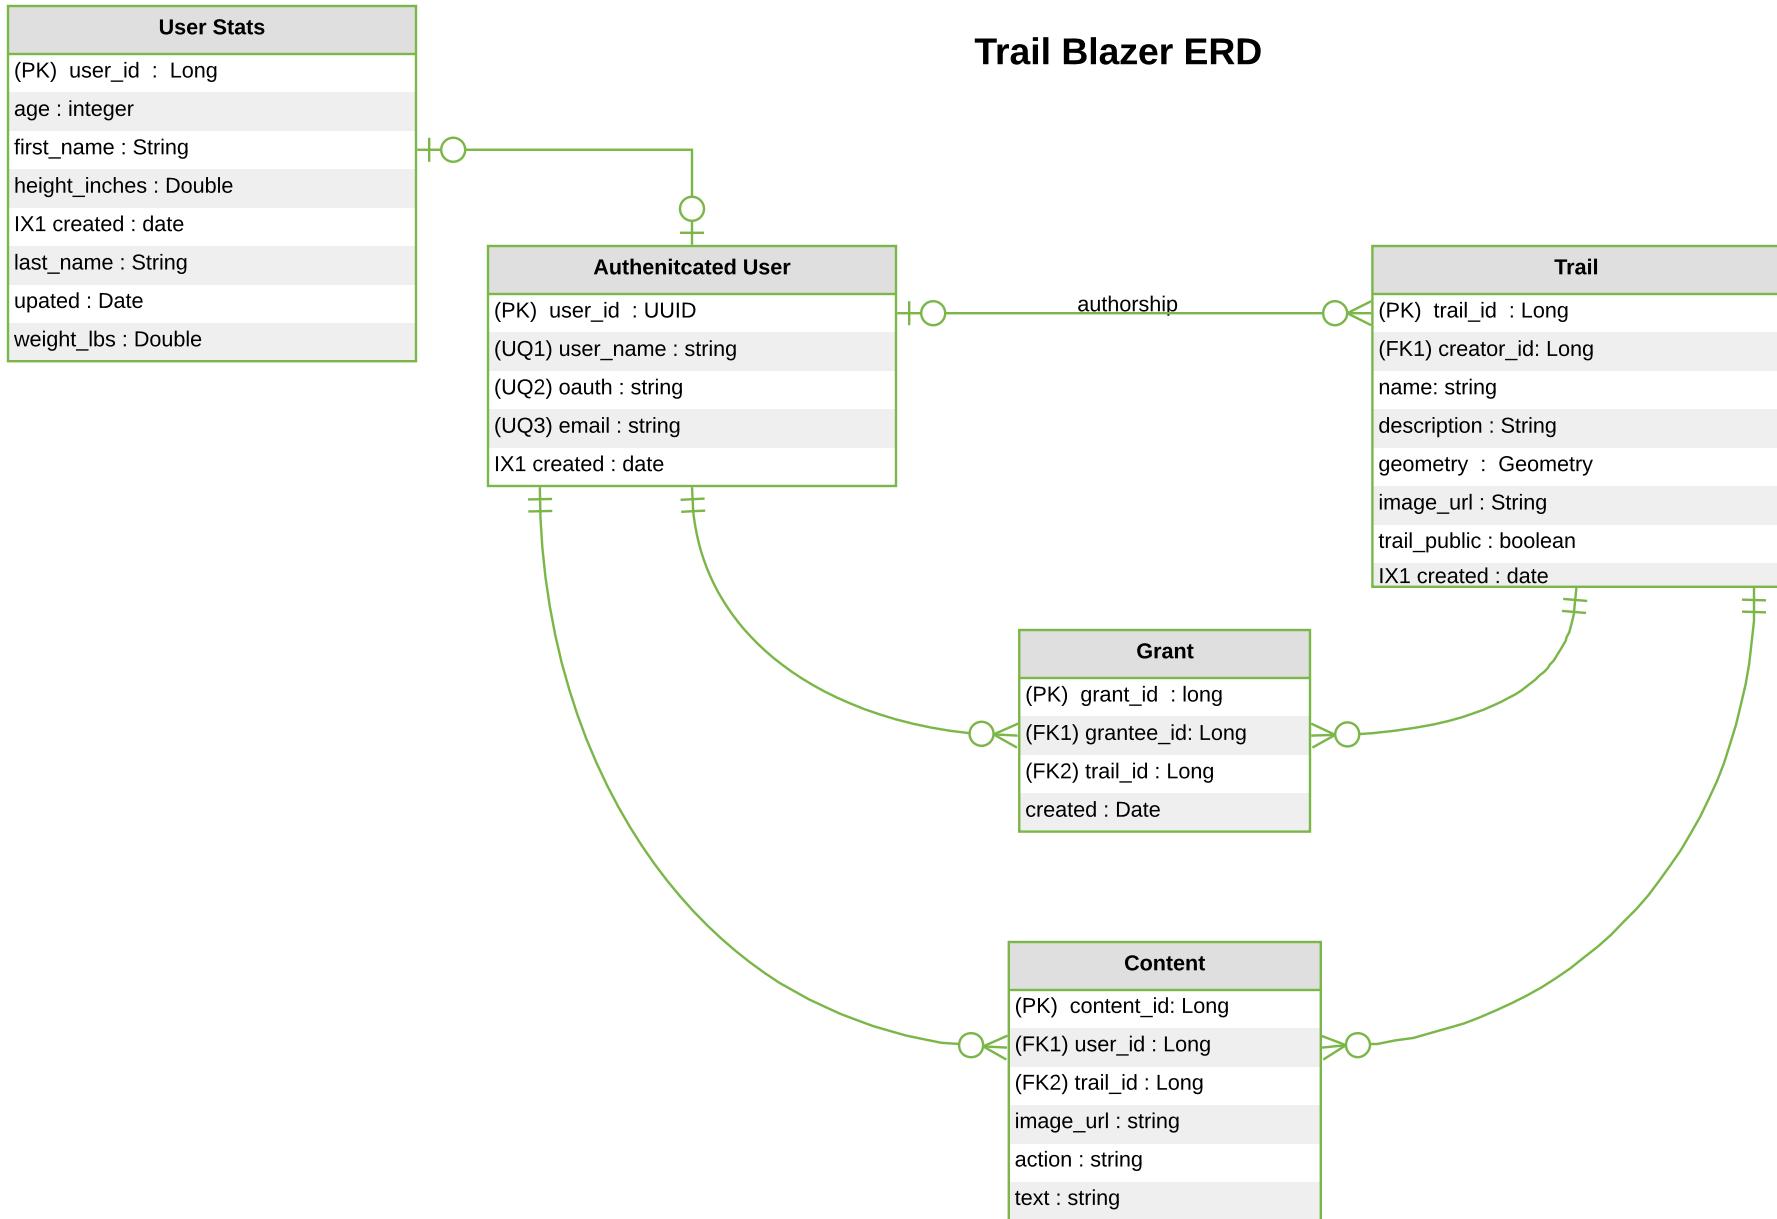 Trail Blazer ERD
User Stats
(PK)  user_id  :  Long
age : integer
first_name : String
height_inches : Double
IX1 created : date
last_name : String
upated : Date
weight_lbs : Double
Authenitcated User
(PK)  user_id  : UUID
(UQ1) user_name : string
(UQ2) oauth : string
(UQ3) email : string
IX1 created : date
authorship
Trail
(PK)  trail_id  : Long
(FK1) creator_id: Long
name: string
description : String
geometry  :  Geometry
image_url : String
trail_public : boolean
IX1 created : date
Grant
(PK)  grant_id  : long
(FK1) grantee_id: Long
(FK2) trail_id : Long
created : Date
Content
(PK)  content_id: Long
(FK1) user_id : Long
(FK2) trail_id : Long
image_url : string
action : string
text : string